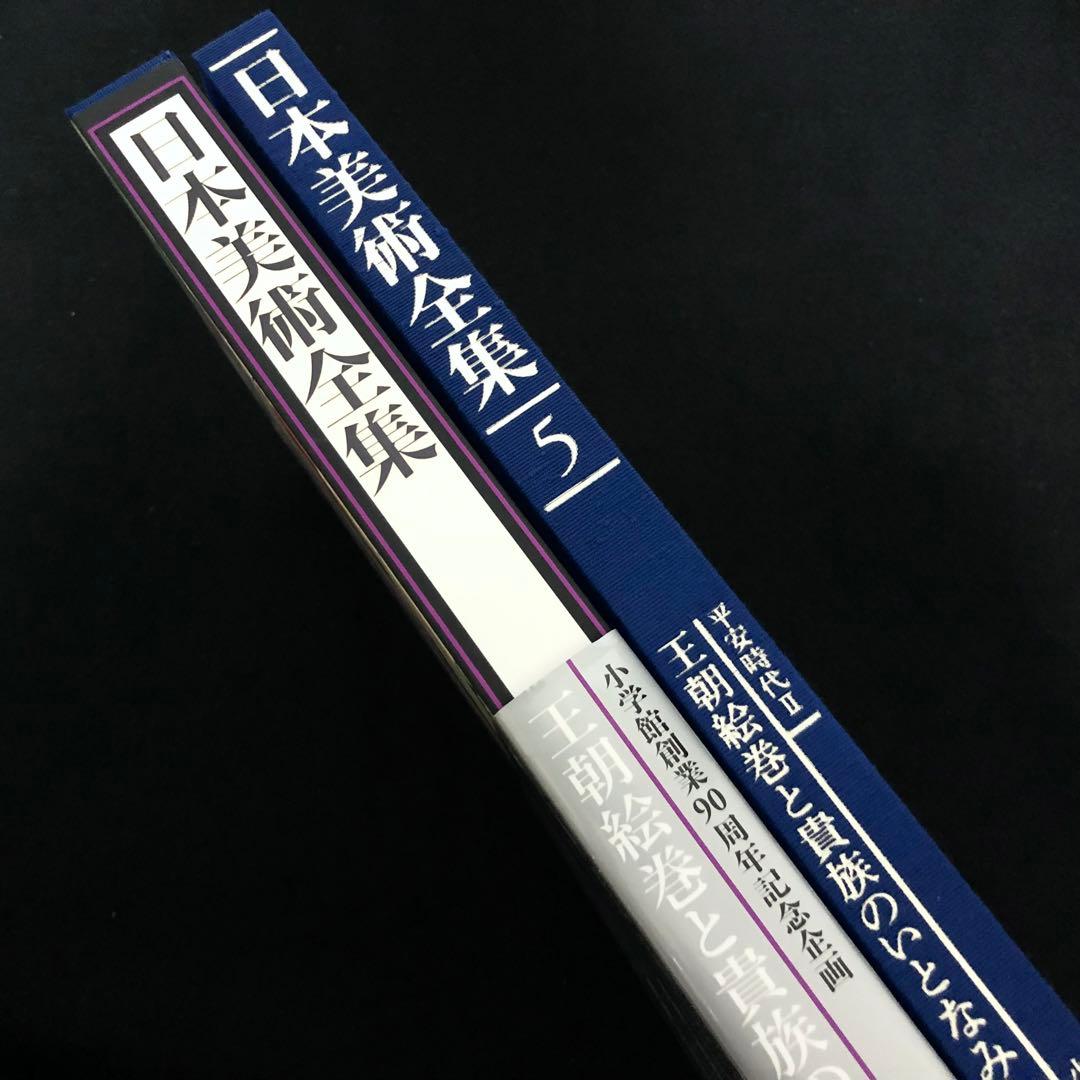 日本美術全集
小学館創業90周年記念企画
王朝絵巻と貴族の
日本美術全集
5
平安時代II
王朝絵巻と貴族のいとなみ